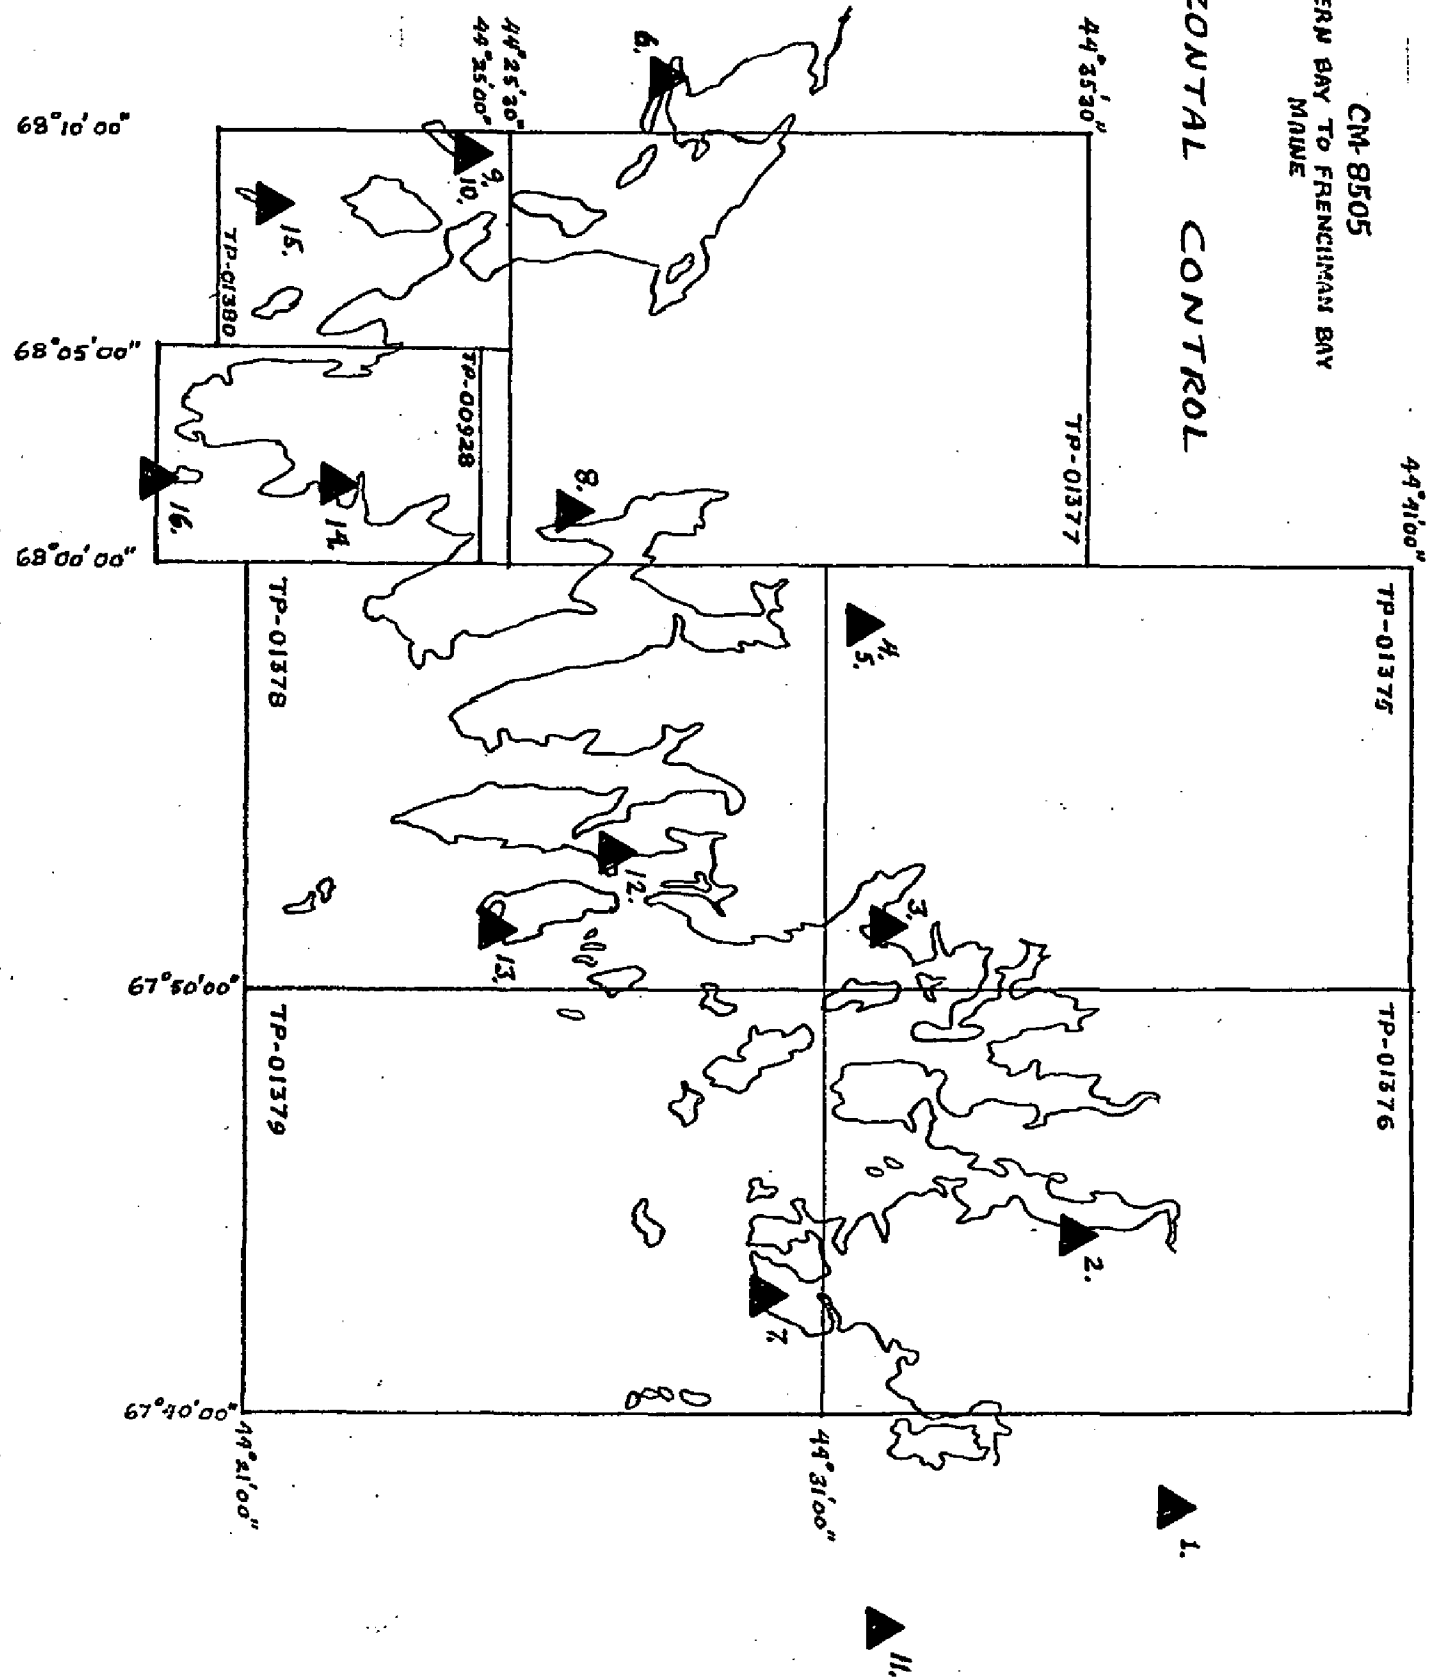 CM-8505
ERN BAY TO FRENCHMAN BAY
MAINE
ZONTAL CONTROL
44°41'00"
44°35'20"
44°25'20"
44°25'00"
TP-01375
TP-01376
TP-01377
TP-00928
TP-01380
TP-01378
TP-01379
68°10'00"
68°05'00"
68°00'00"
67°50'00"
67°40'00"
44°31'00"
44°21'00"
1.
2.
3.
4.
5.
6.
7.
8.
9.
10.
11.
12.
13.
14.
15.
16.